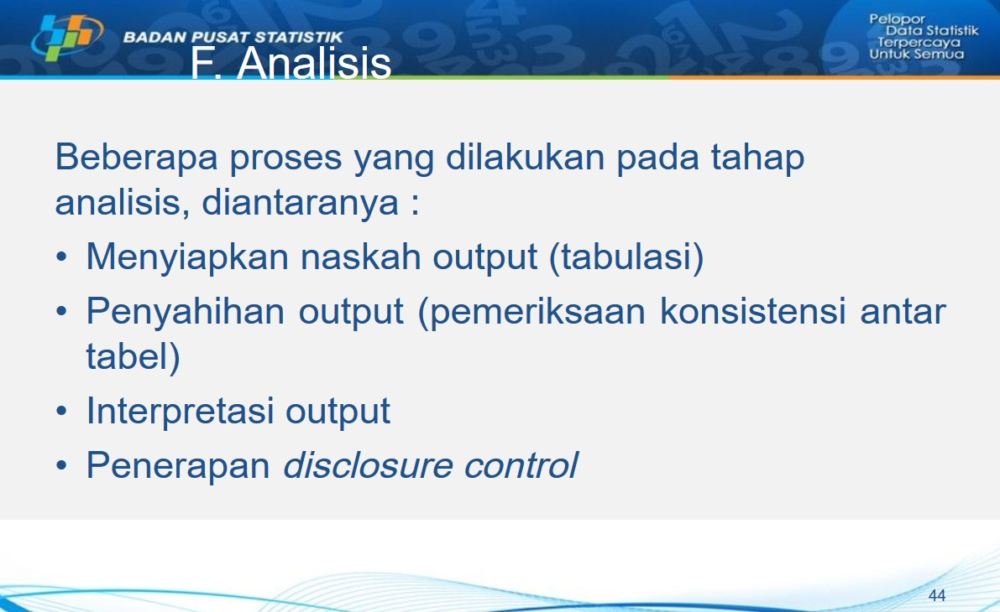 BADAN PUSAT STATISTIK
Pelopor
Data Statistik
Terpercaya
Untuk Semua
F. Analisis
Beberapa proses yang dilakukan pada tahap
analisis, diantaranya :
• Menyiapkan naskah output (tabulasi)
• Penyahihan output (pemeriksaan konsistensi antar
tabel)
• Interpretasi output
• Penerapan disclosure control
44